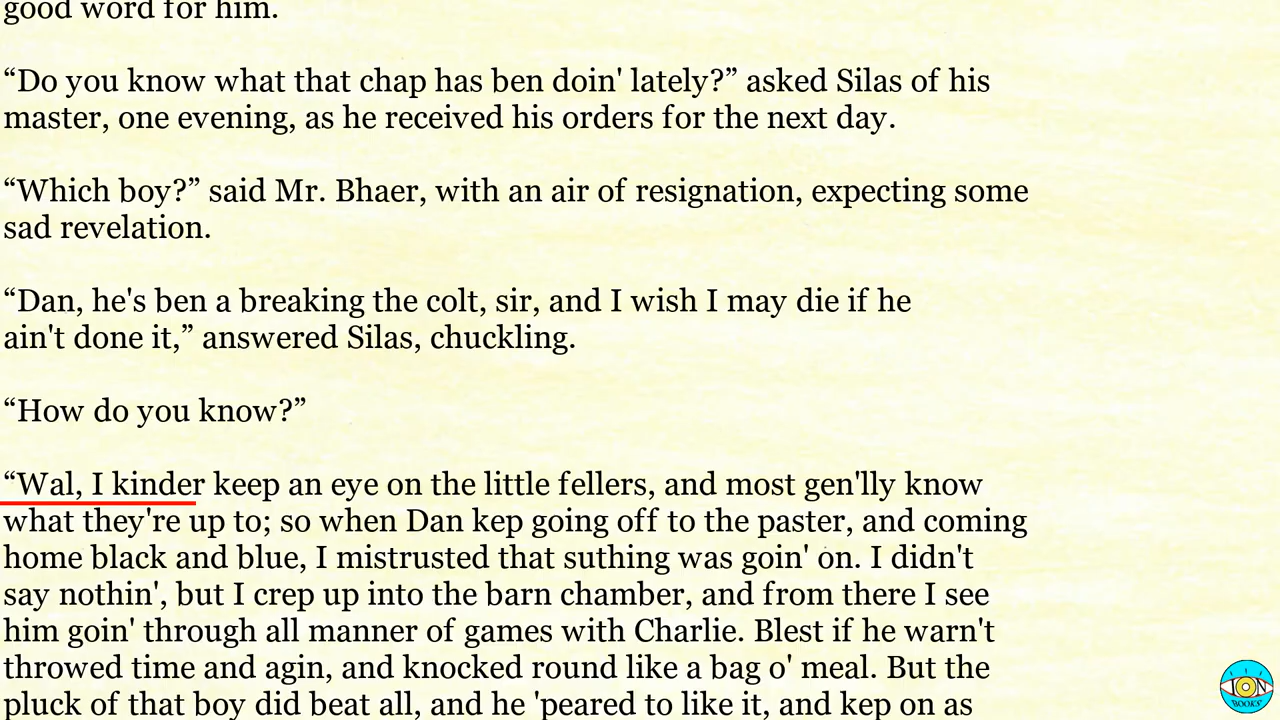 good word for him.
“Do you know what that chap has ben doin' lately?” asked Silas of his
master, one evening, as he received his orders for the next day.
“Which boy?” said Mr. Bhaer, with an air of resignation, expecting some
sad revelation.
“Dan, he's ben a breaking the colt, sir, and I wish I may die if he
ain't done it,” answered Silas, chuckling.
“How do you know?”
“Wal, I kinder keep an eye on the little fellers, and most gen'lly know
what they're up to; so when Dan kep going off to the paster, and coming
home black and blue, I mistrusted that suthing was goin' on. I didn't
say nothin', but I crep up into the barn chamber, and from there I see
him goin' through all manner of games with Charlie. Blest if he warn't
throwed time and agin, and knocked round like a bag o' meal. But the
pluck of that boy did beat all, and he 'peared to like it, and kep on as
ION
BOOKS